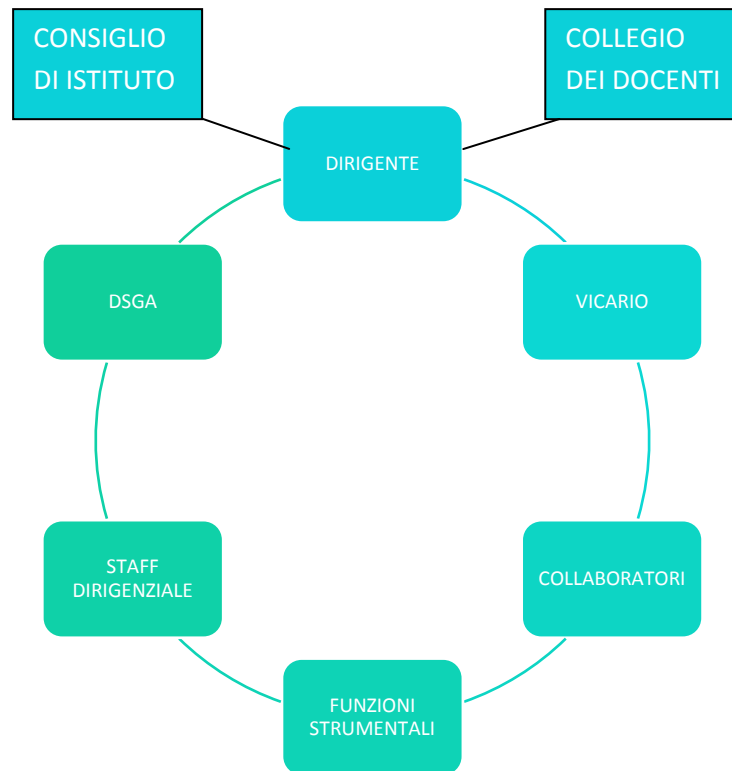 CONSIGLIO
DI ISTITUTO
COLLEGIO
DEI DOCENTI
DIRIGENTE
DSGA
VICARIO
STAFF
DIRIGENZIALE
COLLABORATORI
FUNZIONI
STRUMENTALI